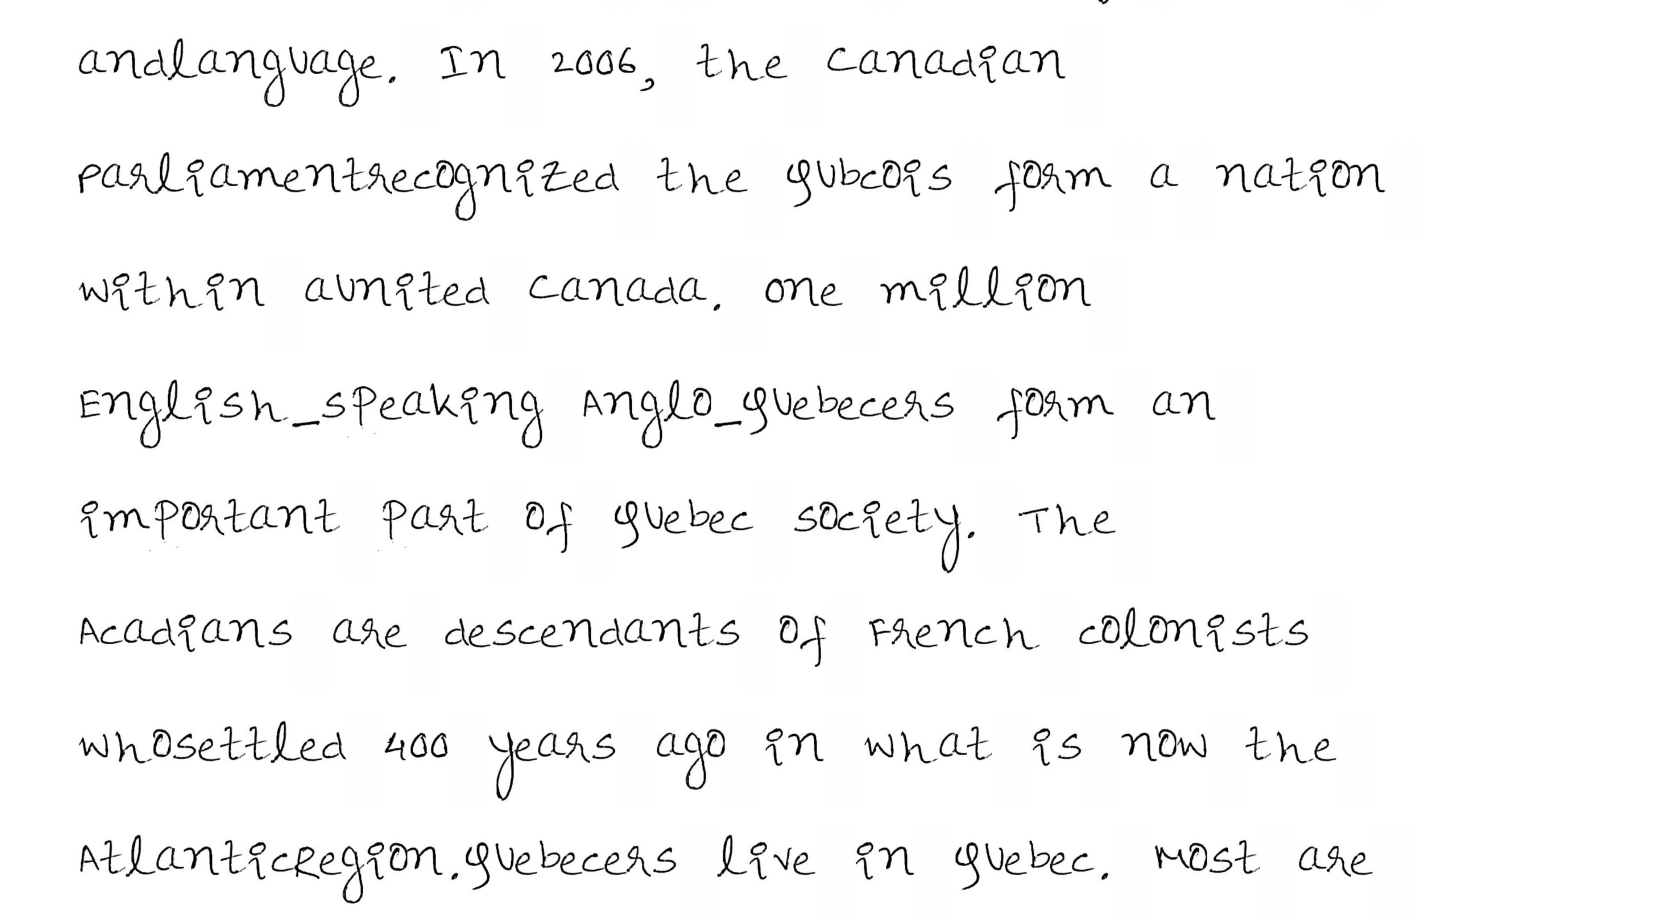 andlanguage. In 2006, the canadian
parliamentrecognized the qubcois form a nation
within aunited canada. one million
English_speaking Anglo_quebecers form an
important part of quebec society. The
Acadians are descendants of French colonists
whosettled 400 years ago in what is now the
AtlanticRegion.quebecers live in quebec. Most are